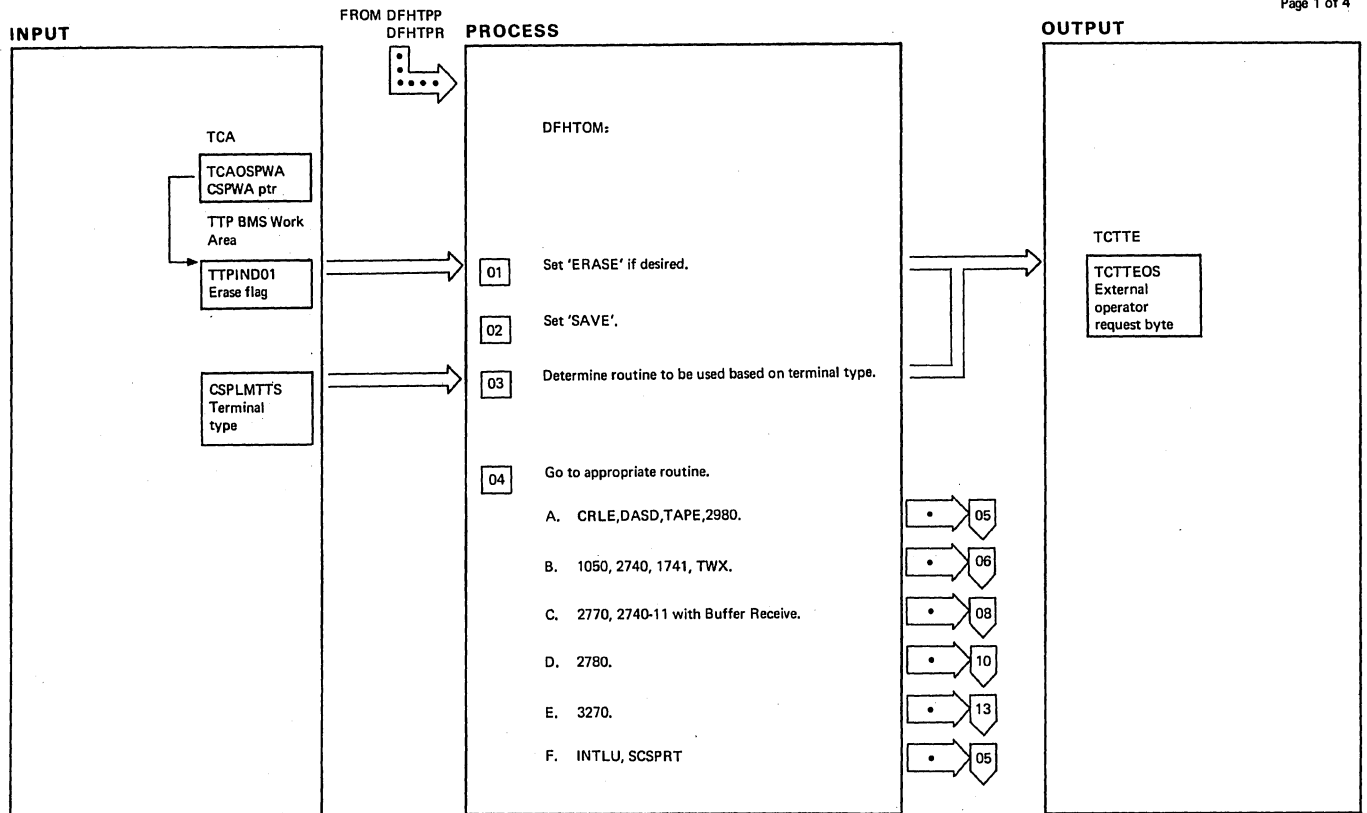 Page 1 of 4
FROM DFHTPP
DFHTPR
INPUT
PROCESS
OUTPUT
TCA
TCAOSPWA
CSPWA ptr
TTP BMS Work
Area
TTPIND01
Erase flag
CSPLMTTS
Terminal
type
DFHTOM:
01 Set 'ERASE' if desired.
02 Set 'SAVE'.
03 Determine routine to be used based on terminal type.
04 Go to appropriate routine.
A. CRLE,DASD,TAPE,2980. 05
B. 1050, 2740, 1741, TWX. 06
C. 2770, 2740-11 with Buffer Receive. 08
D. 2780. 10
E. 3270. 13
F. INTLU, SCSPRT 05
TCTTE
TCTTEOS
External
operator
request byte